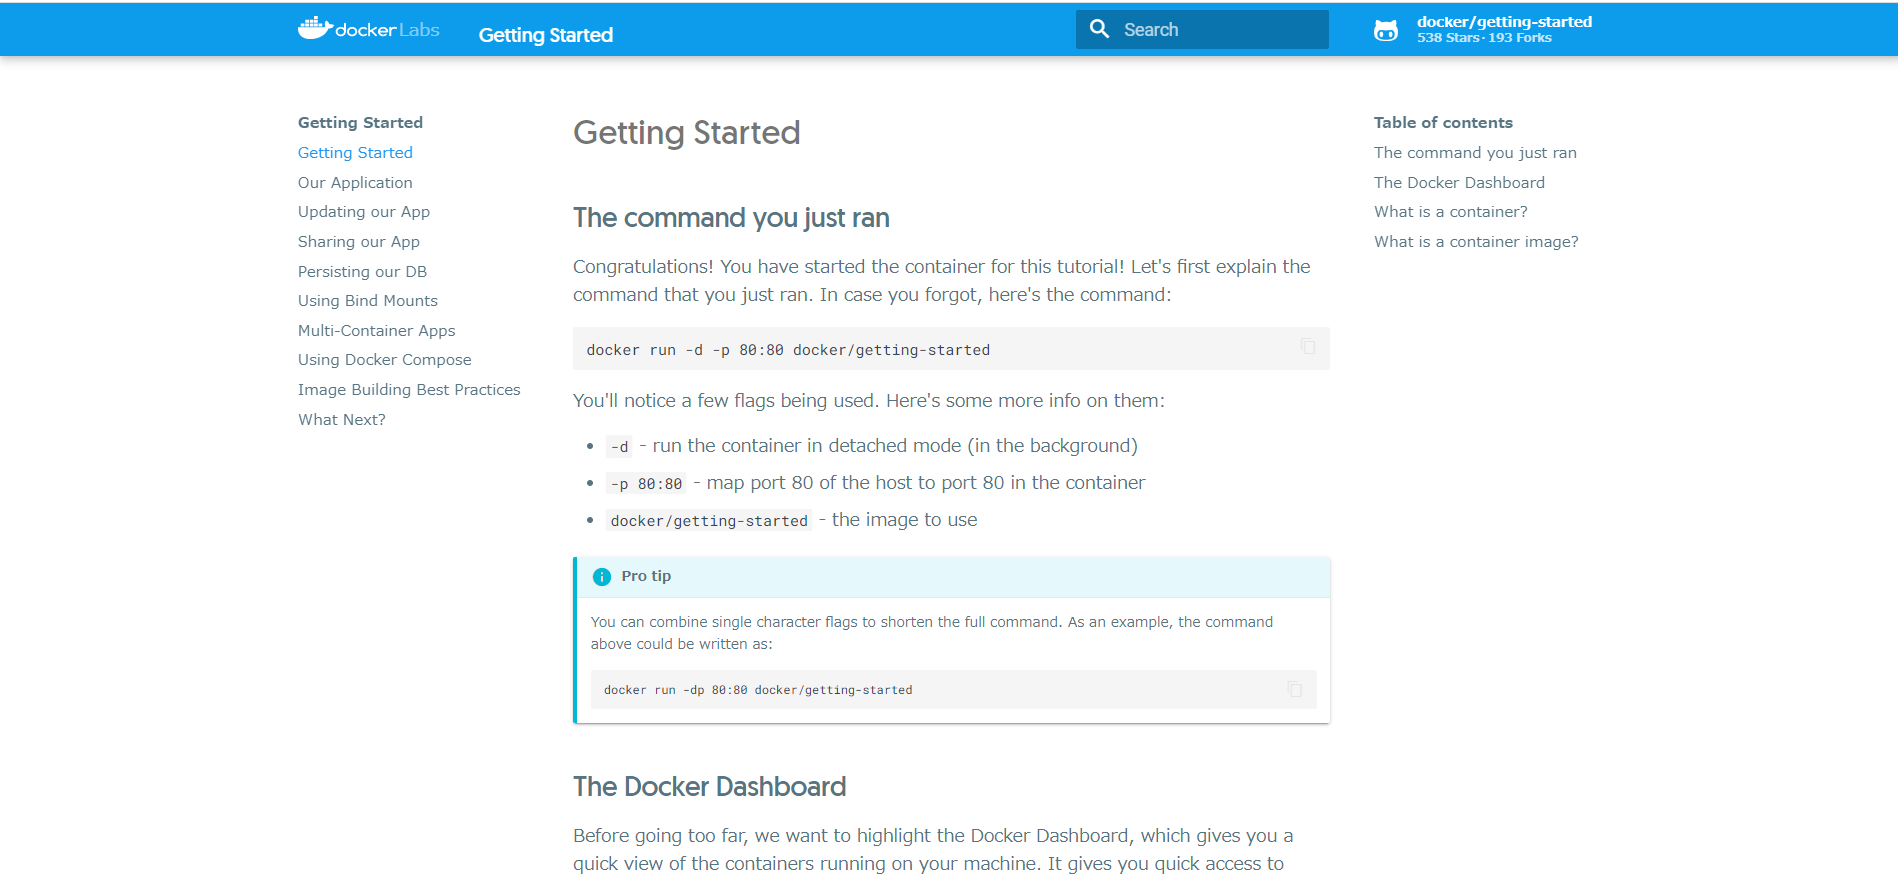 docker Labs
Getting Started
Search
docker/getting-started
538 Stars · 193 Forks
Getting Started
Getting Started
Our Application
Updating our App
Sharing our App
Persisting our DB
Using Bind Mounts
Multi-Container Apps
Using Docker Compose
Image Building Best Practices
What Next?
Getting Started
The command you just ran
Congratulations! You have started the container for this tutorial! Let's first explain the
command that you just ran. In case you forgot, here's the command:
docker run -d -p 80:80 docker/getting-started
You'll notice a few flags being used. Here's some more info on them:
• -d - run the container in detached mode (in the background)
• -p 80:80 - map port 80 of the host to port 80 in the container
• docker/getting-started - the image to use
Pro tip
You can combine single character flags to shorten the full command. As an example, the command
above could be written as:
docker run -dp 80:80 docker/getting-started
The Docker Dashboard
Before going too far, we want to highlight the Docker Dashboard, which gives you a
quick view of the containers running on your machine. It gives you quick access to
Table of contents
The command you just ran
The Docker Dashboard
What is a container?
What is a container image?